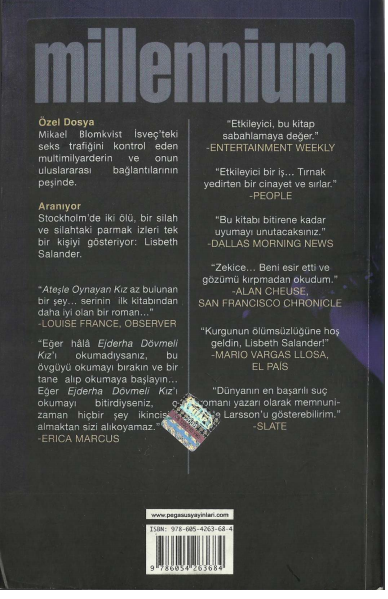 millennium
Özel Dosya
Mikael Blomkvist İsveç'teki
seks trafiğini kontrol eden
multimilyarderin ve onun
uluslararası bağlantılarının
peşinde.
Aranıyor
Stockholm'de iki ölü, bir silah
ve silahtaki parmak izleri tek
bir kişiyi gösteriyor: Lisbeth
Salander.
"Ateşle Oynayan Kız az bulunan
bir şey... serinin ilk kitabından
daha iyi olan bir roman..."
-LOUISE FRANCE, OBSERVER
"Eğer hâlâ Ejderha Dövmeli
Kız'ı okumadıysanız, bu
övgüyü okumayı bırakın ve bir
tane alıp okumaya başlayın...
Eğer Ejderha Dövmeli Kız'ı
okumayı bitirdiyseniz,
zaman hiçbir şey ikincisi
almaktan sizi alıkoyamaz."
-ERICA MARCUS
"Etkileyici, bu kitap
sabahlamaya değer."
-ENTERTAINMENT WEEKLY
"Etkileyici bir iş... Tırnak
yedirten bir cinayet ve sırlar."
-PEOPLE
"Bu kitabı bitirene kadar
uyumayı unutacaksınız."
-DALLAS MORNING NEWS
"Zekice... Beni esir etti ve
gözümü kırpmadan okudum."
-ALAN CHEUSE,
SAN FRANCISCO CHRONICLE
"Kurgunun ölümsüzlüğüne hoş
geldin, Lisbeth Salander!"
-MARIO VARGAS LLOSA,
EL PAÍS
"Dünyanın en başarılı suç
romanı yazarı olarak memnuni-
le Larsson'u gösterebilirim."
-SLATE
www.pegasusyayinlari.com
ISBN: 978-605-4263-68-4
9 786054 263684